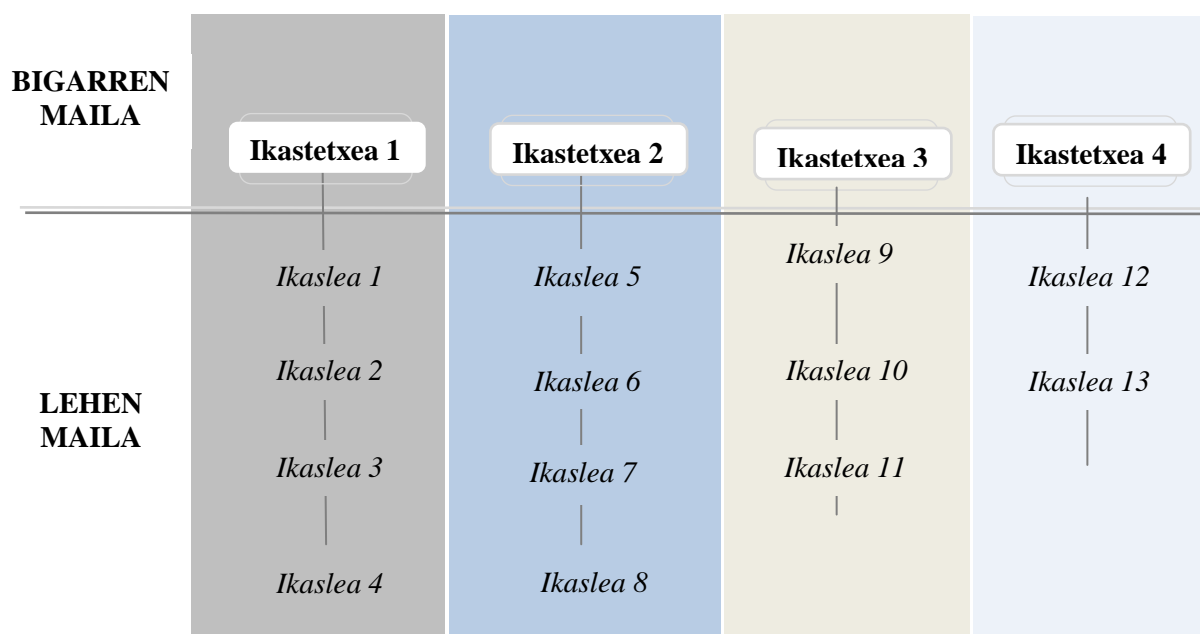 BIGARREN
MAILA
Ikastetxea 1
Ikastetxea 2
Ikastetxea 3
Ikastetxea 4
LEHEN
MAILA
Ikaslea 1
Ikaslea 2
Ikaslea 3
Ikaslea 4
Ikaslea 5
Ikaslea 6
Ikaslea 7
Ikaslea 8
Ikaslea 9
Ikaslea 10
Ikaslea 11
Ikaslea 12
Ikaslea 13